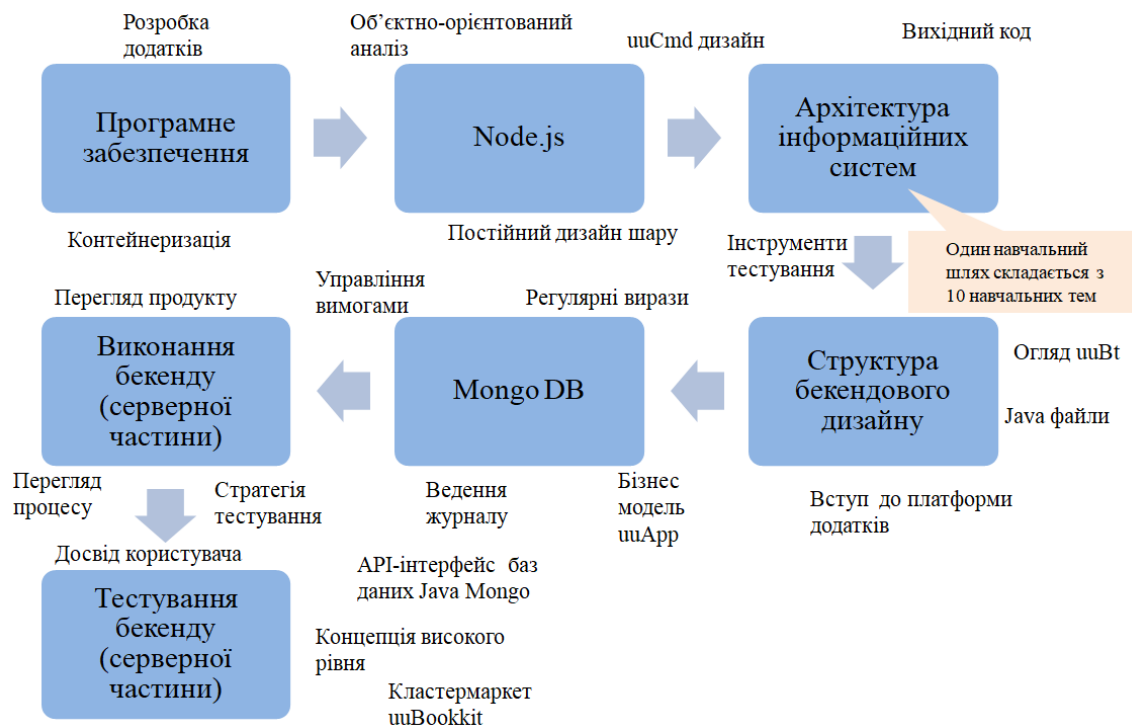 Розробка
додатків
Об’єктно-орієнтований
аналіз
uuCmd дизайн
Вихідний код
Програмне
забезпечення
Node.js
Архітектура
інформаційних
систем
Контейнеризація
Постійний дизайн шару
Інструменти
тестування
Один навчальний
шлях складається з
10 навчальних тем
Перегляд продукту
Управління
вимогами
Регулярні вирази
Виконання
бекенду
(серверної
частини)
Mongo DB
Структура
бекендового
дизайну
Огляд uuBt
Java файли
Перегляд
процесу
Стратегія
тестування
Ведення
журналу
Бізнес
модель
uuApp
Вступ до платформи
додатків
Досвід користувача
АРІ-інтерфейс баз
даних Java Mongo
Тестування
бекенду
(серверної
частини)
Концепція високого
рівня
Кластермаркет
uuBookkit